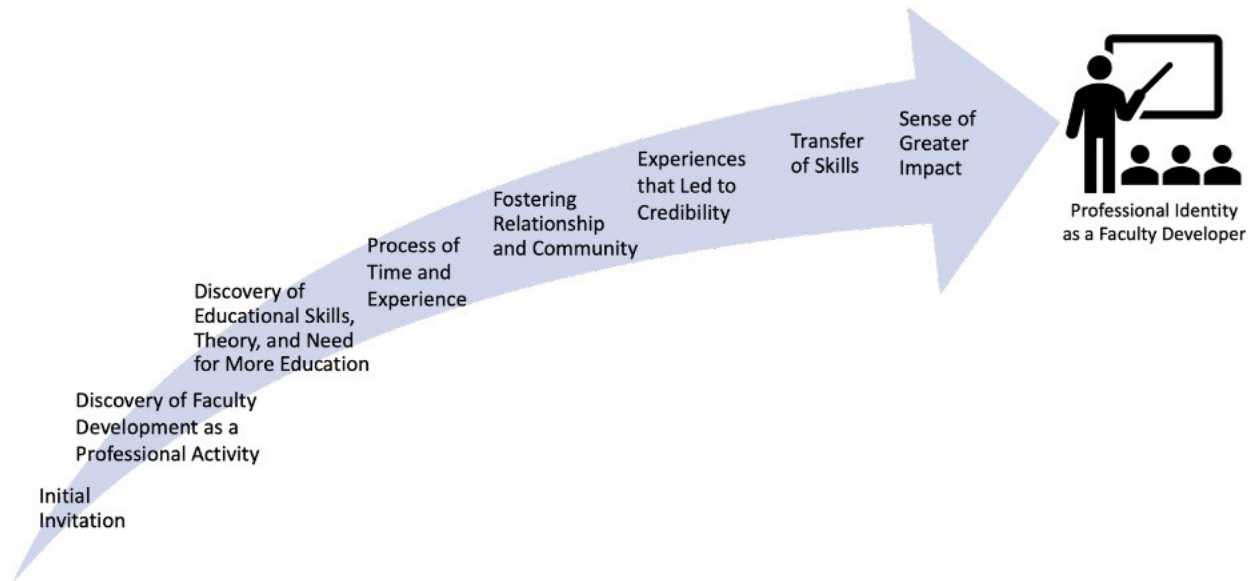 Initial
Invitation
Discovery of Faculty
Development as a
Professional Activity
Discovery of
Educational Skills,
Theory, and Need
for More Education
Process of
Time and
Experience
Fostering
Relationship
and Community
Experiences
that Led to
Credibility
Transfer
of Skills
Sense of
Greater
Impact
Professional Identity
as a Faculty Developer